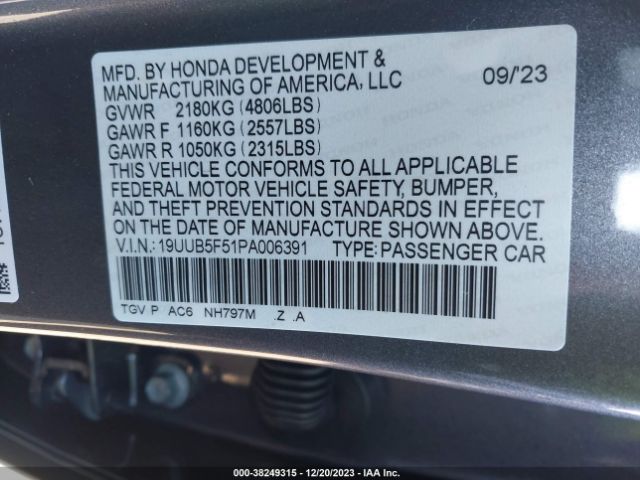 MFD. BY HONDA DEVELOPMENT &
MANUFACTURING OF AMERICA, LLC 09/'23
GVWR 2180KG (4806LBS)
GAWR F 1160KG (2557LBS)
GAWR R 1050KG (2315LBS)
THIS VEHICLE CONFORMS TO ALL APPLICABLE
FEDERAL MOTOR VEHICLE SAFETY, BUMPER,
AND THEFT PREVENTION STANDARDS IN EFFECT
ON THE DATE OF MANUFACTURE SHOWN ABOVE.
V.I.N.: 19UUB5F51PA006391 TYPE: PASSENGER CAR
TGV P AC6 NH797M .Z .A
000-38249315 - 12/20/2023 - IAA Inc.